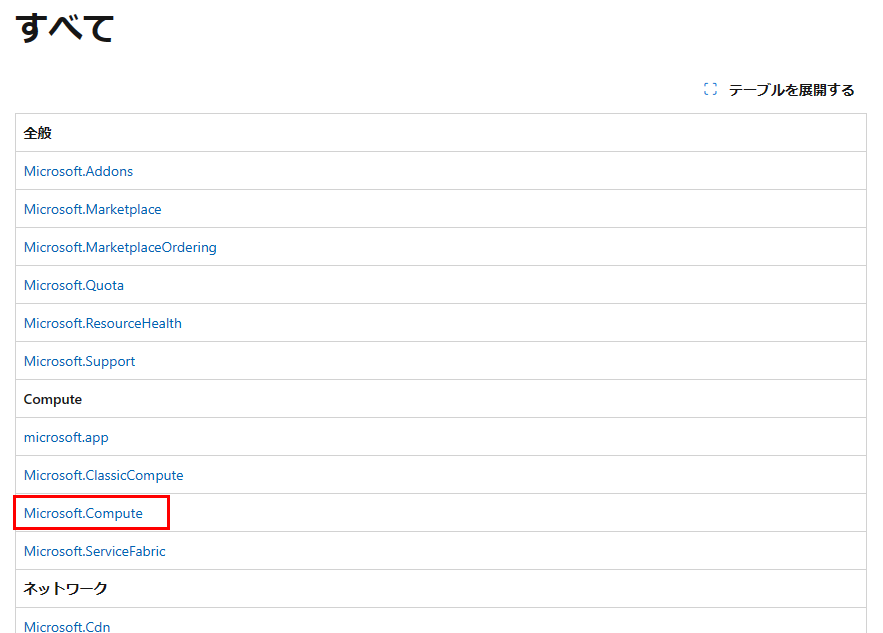 すべて
テーブルを展開する
全般
Microsoft.Addons
Microsoft.Marketplace
Microsoft.MarketplaceOrdering
Microsoft.Quota
Microsoft.ResourceHealth
Microsoft.Support
Compute
microsoft.app
Microsoft.ClassicCompute
Microsoft.Compute
Microsoft.ServiceFabric
ネットワーク
Microsoft.Cdn